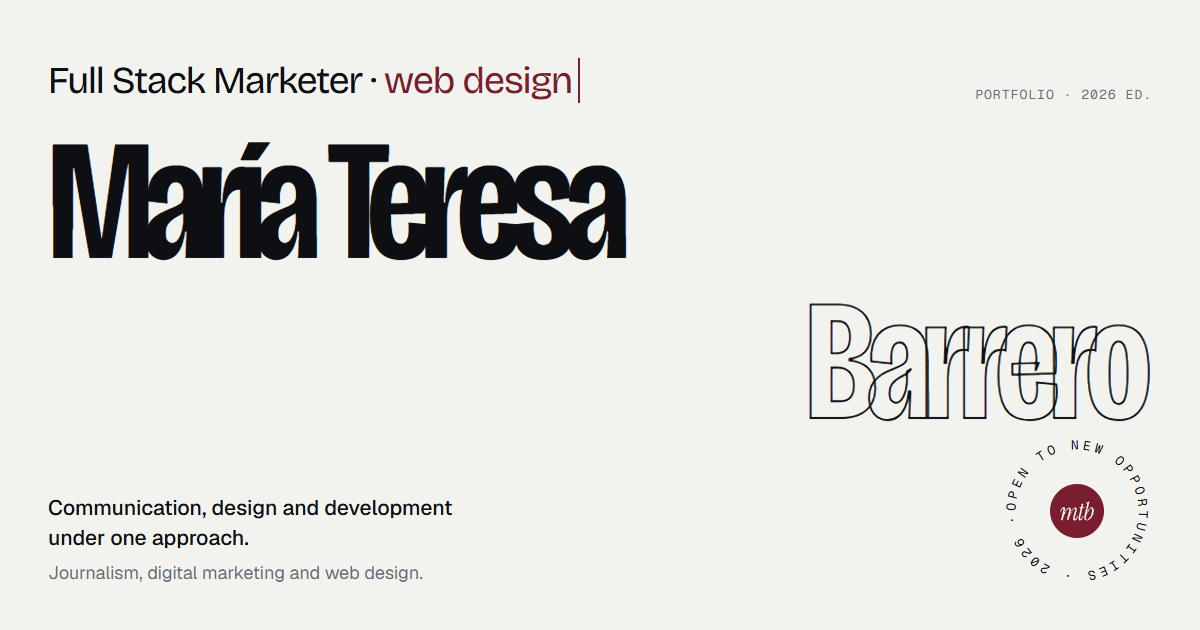 Full Stack Marketer · web design
PORTFOLIO · 2026 ED.
María Teresa
Barrero
Communication, design and development
under one approach.
Journalism, digital marketing and web design.
OPEN TO NEW OPPORTUNITIES · 2026 ·
mtb